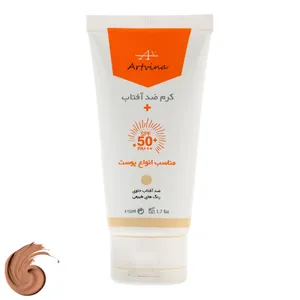 Artvina
کرم ضد آفتاب
+
SPF
50+
PA+++
مناسب انواع پوست
ضد آفتاب حاوی
رنگ های طبیعی